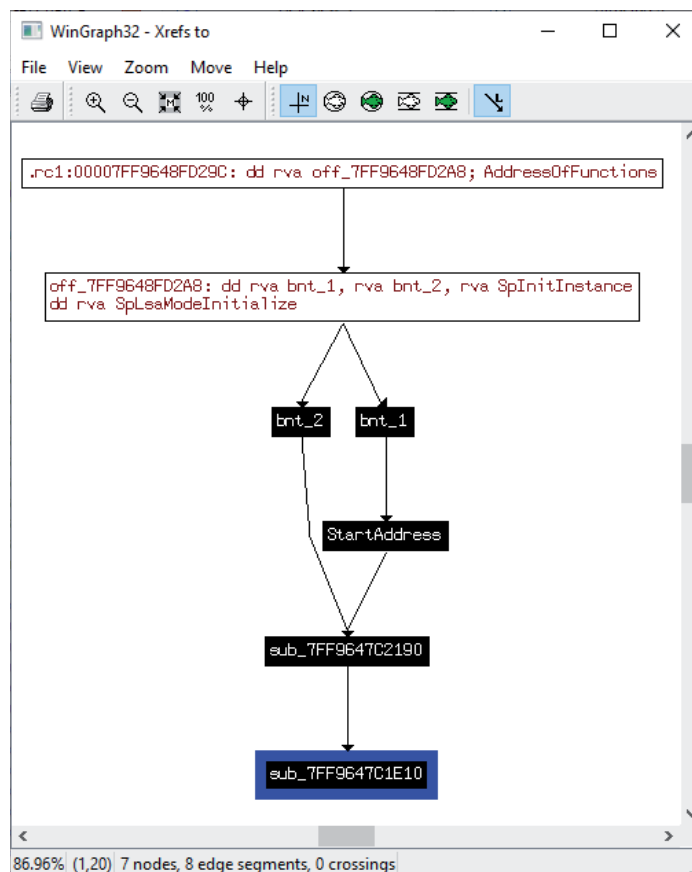 WinGraph32 - Xrefs to
File View Zoom Move Help
100 %
N
.rc1:00007FF9648FD29C: dd rva off_7FF9648FD2A8; AddressOfFunctions
off_7FF9648FD2A8: dd rva bnt_1, rva bnt_2, rva SpInitInstance
dd rva SpLsaModeInitialize
bnt_2 bnt_1
StartAddress
sub_7FF9647C2190
sub_7FF9647C1E10
86.96% (1,20) 7 nodes, 8 edge segments, 0 crossings